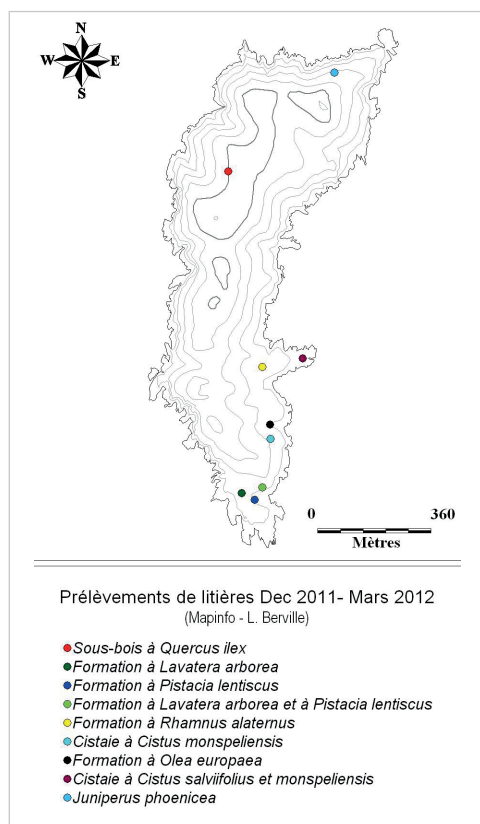 N
W E
S
0 360
Mètres
Prélèvements de litières Dec 2011- Mars 2012
(Mapinfo - L. Berville)
Sous-bois à Quercus ilex
Formation à Lavatera arborea
Formation à Pistacia lentiscus
Formation à Lavatera arborea et à Pistacia lentiscus
Formation à Rhamnus alaternus
Cistaie à Cistus monspeliensis
Formation à Olea europaea
Cistaie à Cistus salviifolius et monspeliensis
Juniperus phoenicea